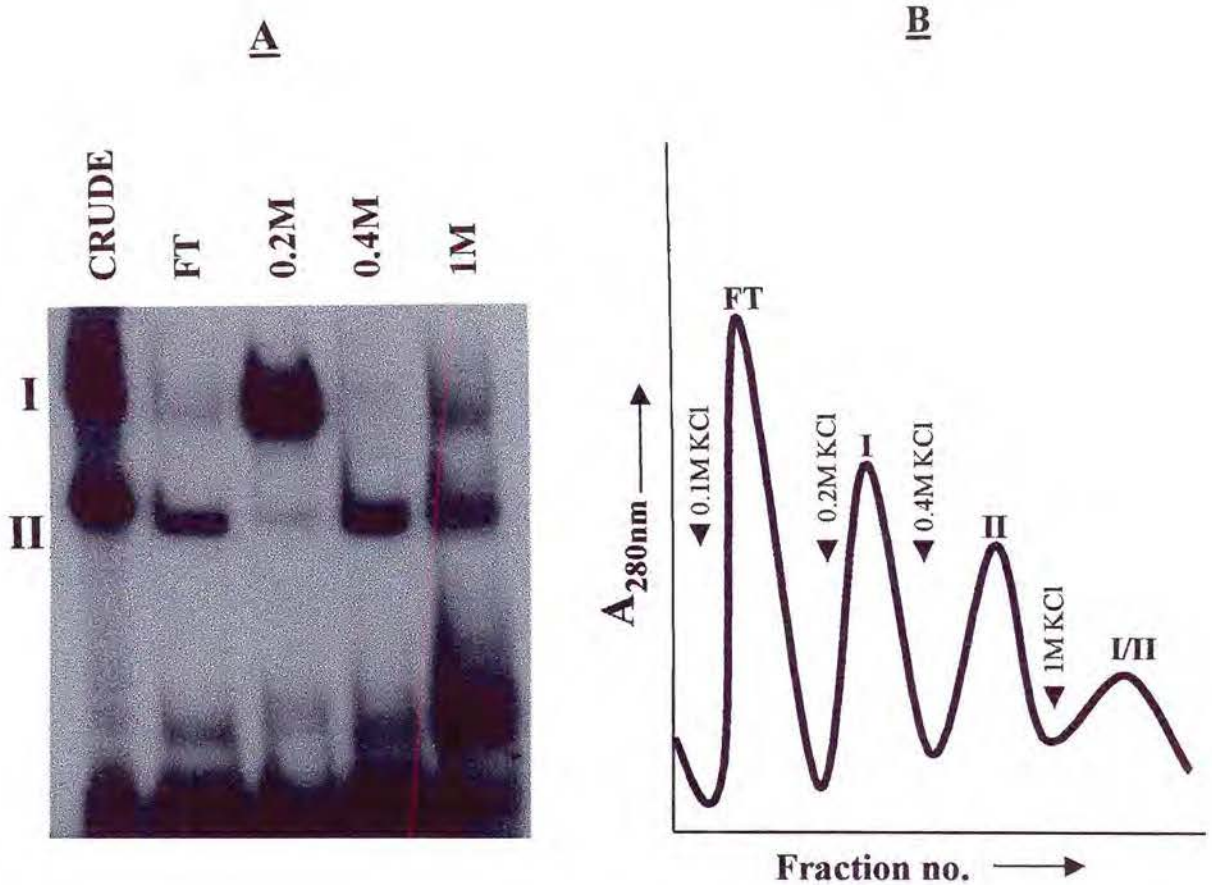 A
CRUDE
FT
0.2M
0.4M
1M
I
II
B
A280nm
Fraction no.
0.1M KCl
FT
0.2M KCl
I
0.4M KCl
II
1M KCl
I/II